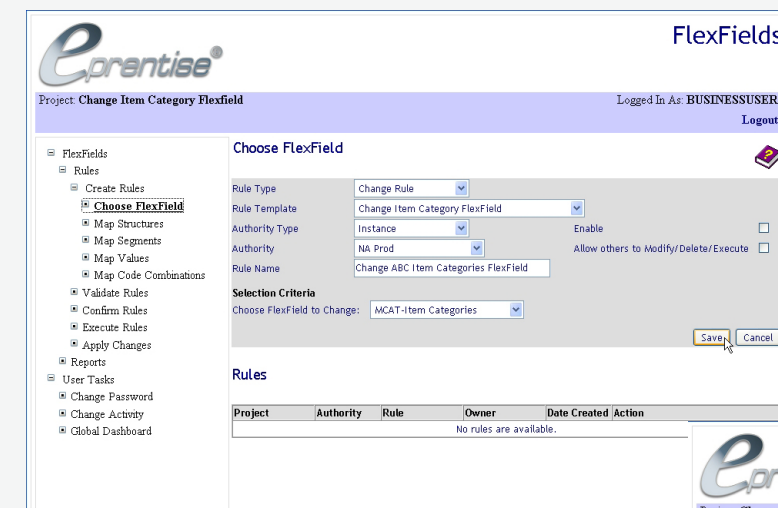 eprentise®
FlexFields
Project: Change Item Category Flexfield
Logged In As: BUSINESSUSER
Logout
FlexFields
Rules
Create Rules
Choose FlexField
Map Structures
Map Segments
Map Values
Map Code Combinations
Validate Rules
Confirm Rules
Execute Rules
Apply Changes
Reports
User Tasks
Change Password
Change Activity
Global Dashboard
Choose FlexField
?
Rule Type Change Rule
Rule Template Change Item Category FlexField
Authority Type Instance Enable
Authority NA Prod Allow others to Modify/Delete/Execute
Rule Name Change ABC Item Categories FlexField
Selection Criteria
Choose FlexField to Change: MCAT-Item Categories
Save Cancel
Rules
Project Authority Rule Owner Date Created Action
No rules are available.
epr